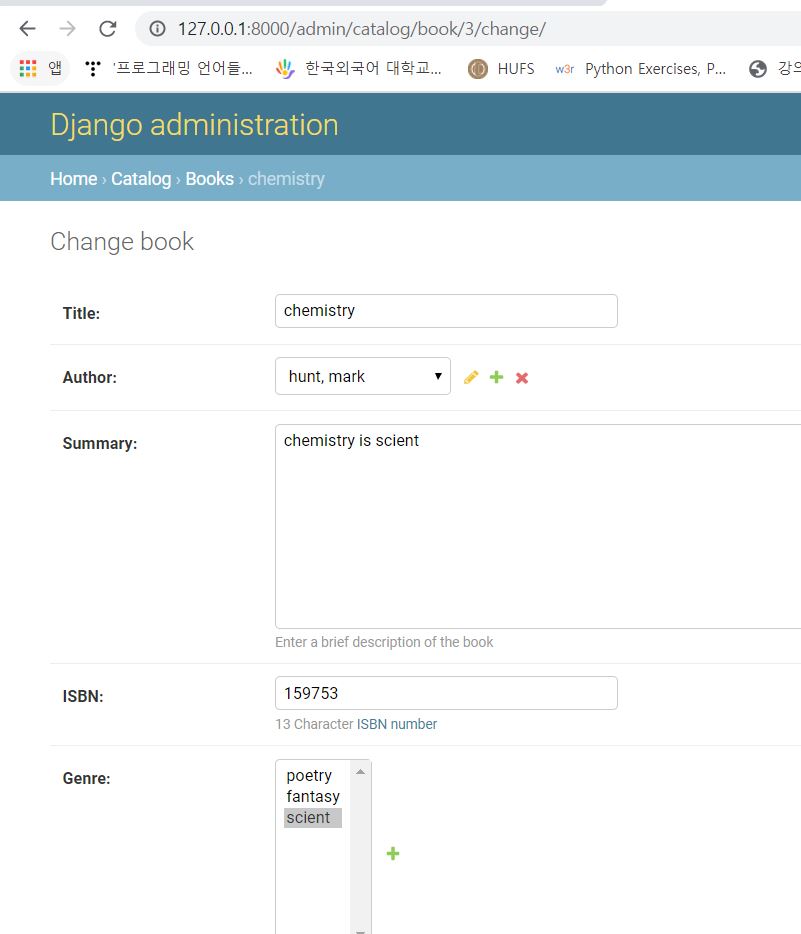 127.0.0.1:8000/admin/catalog/book/3/change/
앱 '프로그래밍 언어들... 한국외국어 대학교... HUFS w3r Python Exercises, P... 강의
Django administration
Home › Catalog › Books › chemistry
Change book
Title: chemistry
Author: hunt, mark
Summary: chemistry is scient
Enter a brief description of the book
ISBN: 159753
13 Character ISBN number
Genre: poetry
fantasy
scient